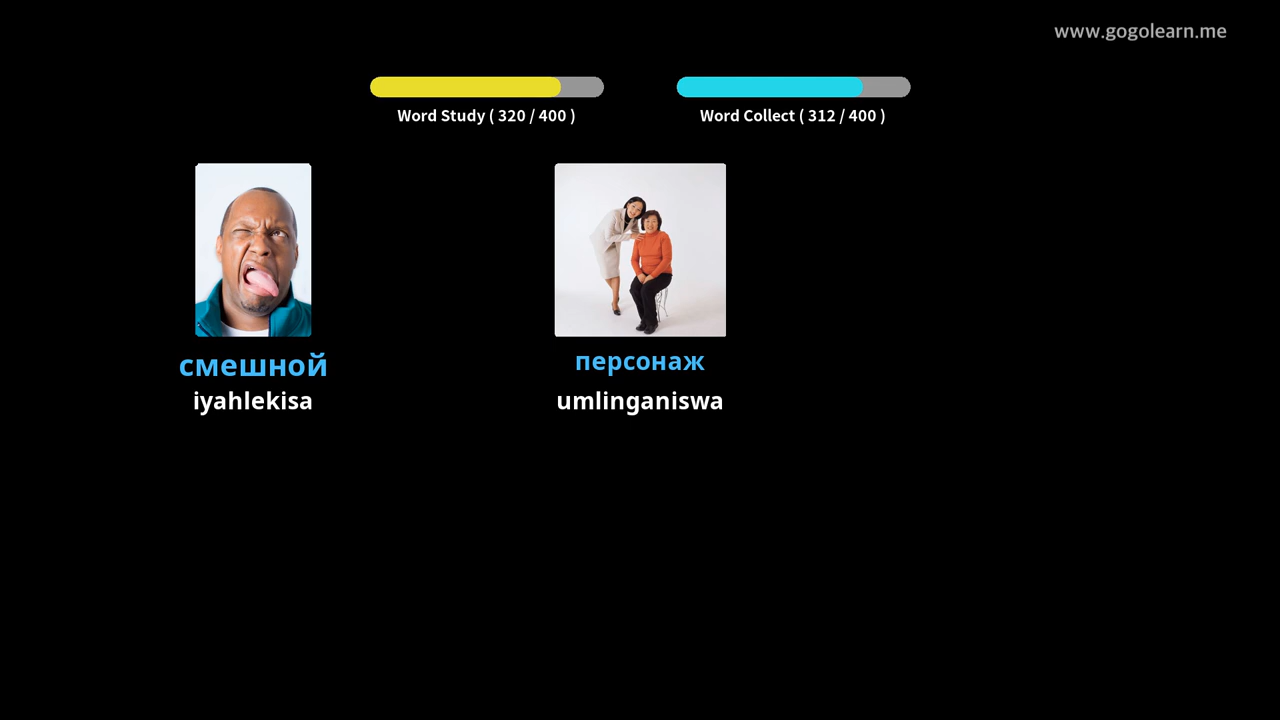 www.gogolearn.me
Word Study ( 320 / 400 )
Word Collect ( 312 / 400 )
смешной
iyahlekisa
персонаж
umlinganiswa